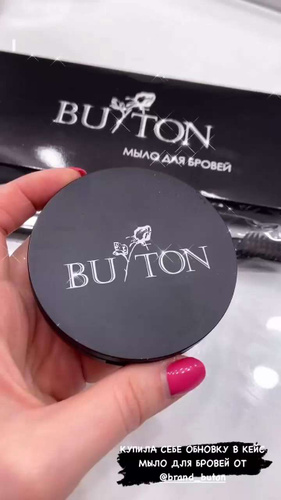 BUTON
МЫЛО ДЛЯ БРОВЕЙ
BUTON
КУПИЛА СЕБЕ ОБНОВКУ В КЕЙС
МЫЛО ДЛЯ БРОВЕЙ ОТ
@brand_buton